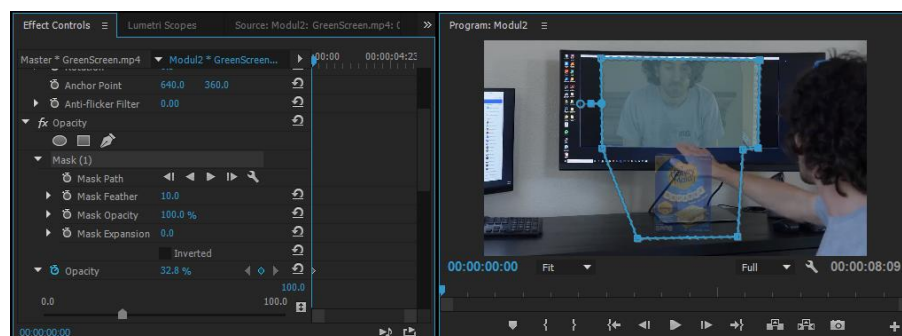 Effect Controls
Lumetri Scopes
Source: Modul2: GreenScreen.mp4: (
»
Master * GreenScreen.mp4
Modul2 * GreenScreen...
:00:00
00:00:04:23
Anchor Point
640.0
360.0
Anti-flicker Filter
0.00
fx Opacity
Mask (1)
Mask Path
Mask Feather
10.0
Mask Opacity
100.0 %
Mask Expansion
0.0
Inverted
Opacity
32.8 %
100.0
0.0
100.0
00:00:00:00
Program: Modul2
00:00:00:00
Fit
Full
00:00:08:09